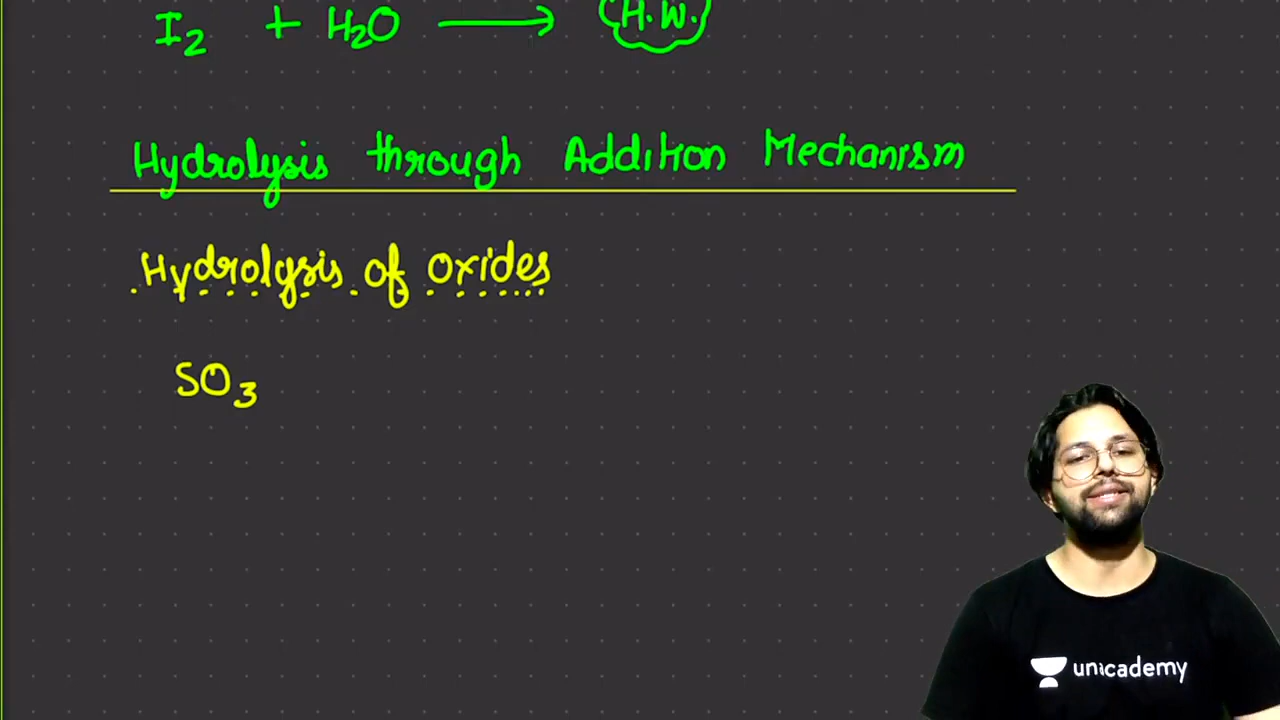 I2 + H2O ⟶ (H.W.)
Hydrolysis through Addition Mechanism
Hydrolysis of oxides
SO3
unacademy